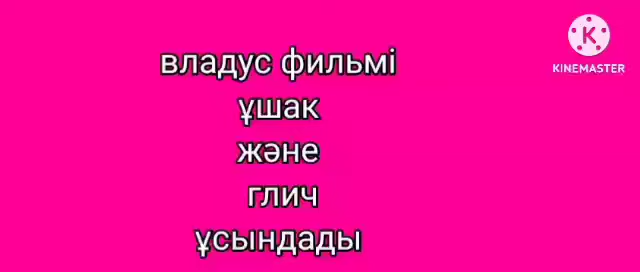 владус фильмі
ұшак
және
глич
ұсындады
KINEMASTER